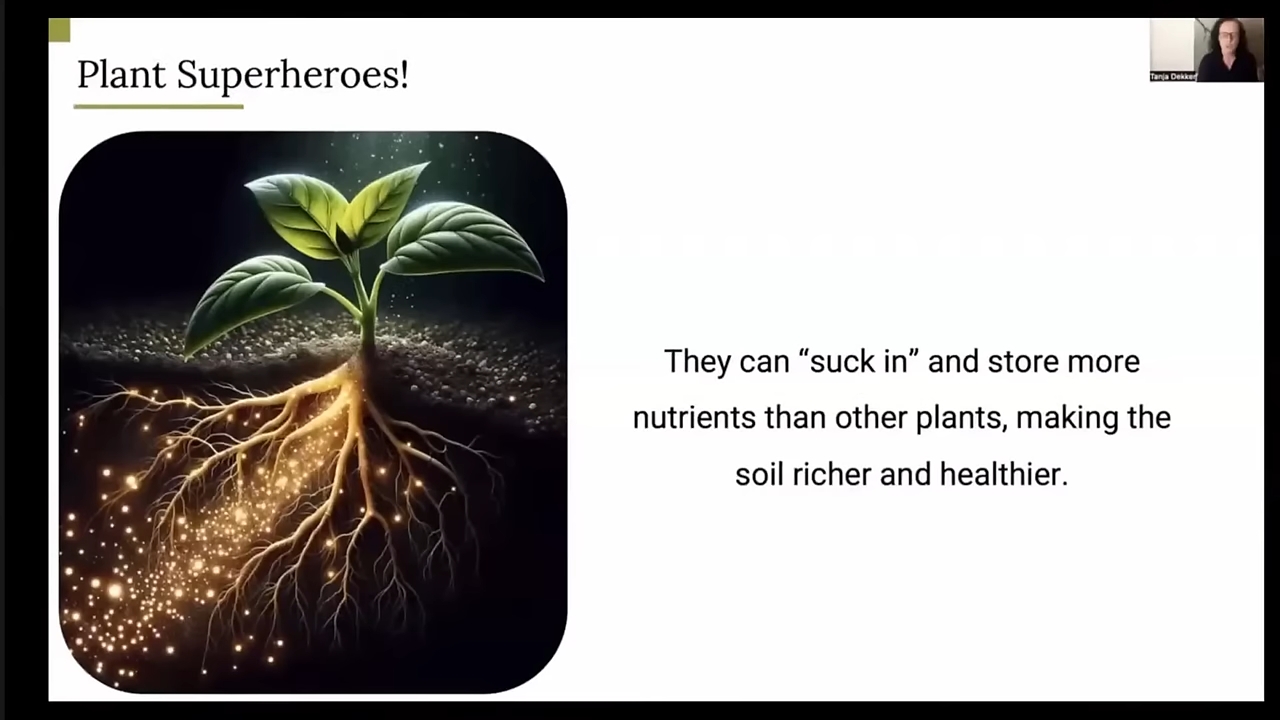 Plant Superheroes!
Tanja Dekker
They can “suck in” and store more
nutrients than other plants, making the
soil richer and healthier.